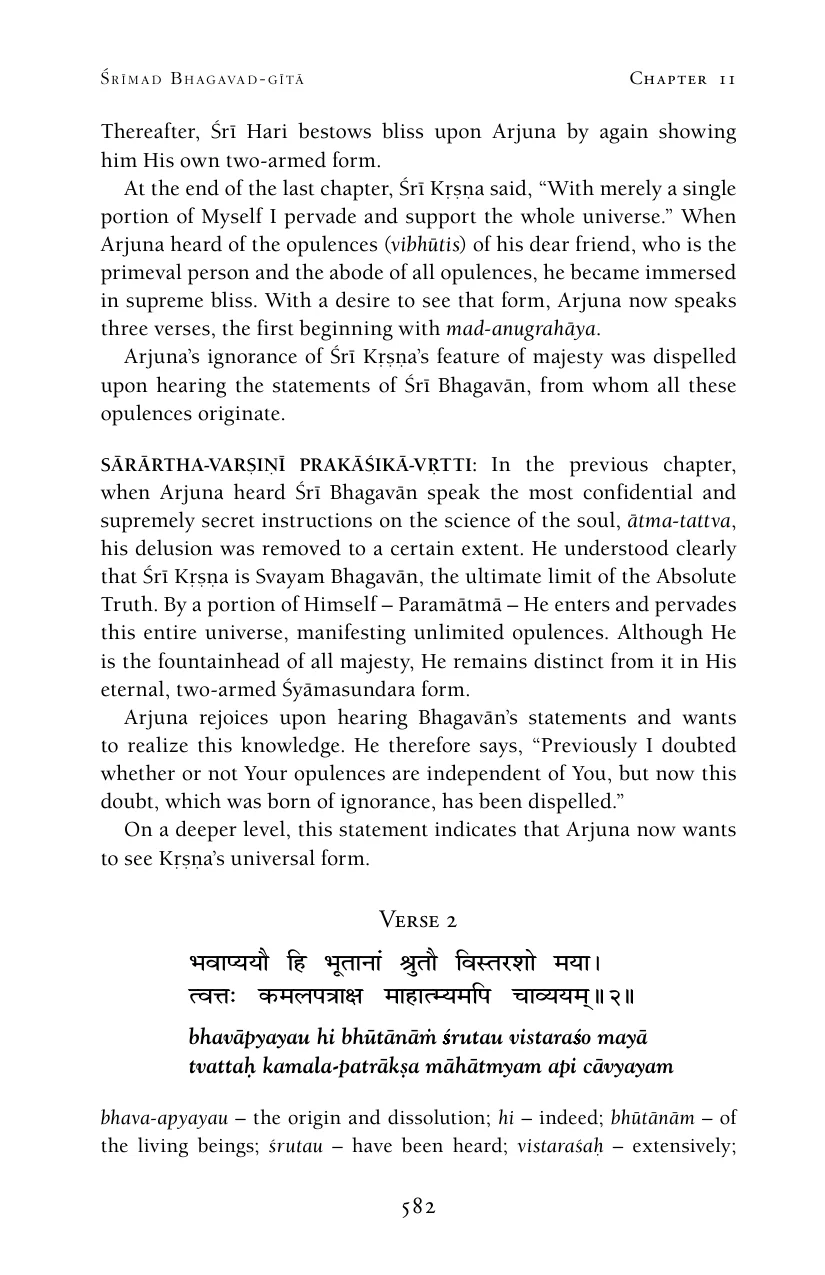 Śrīmad Bhagavad-gītā Chapter 11
Thereafter, Śrī Hari bestows bliss upon Arjuna by again showing
him His own two-armed form.
At the end of the last chapter, Śrī Kṛṣṇa said, “With merely a single
portion of Myself I pervade and support the whole universe.” When
Arjuna heard of the opulences (vibhūtis) of his dear friend, who is the
primeval person and the abode of all opulences, he became immersed
in supreme bliss. With a desire to see that form, Arjuna now speaks
three verses, the first beginning with mad-anugrahāya.
Arjuna’s ignorance of Śrī Kṛṣṇa’s feature of majesty was dispelled
upon hearing the statements of Śrī Bhagavān, from whom all these
opulences originate.
SĀRĀRTHA-VARṢIṆĪ PRAKĀŚIKĀ-VṚTTI: In the previous chapter,
when Arjuna heard Śrī Bhagavān speak the most confidential and
supremely secret instructions on the science of the soul, ātma-tattva,
his delusion was removed to a certain extent. He understood clearly
that Śrī Kṛṣṇa is Svayam Bhagavān, the ultimate limit of the Absolute
Truth. By a portion of Himself – Paramātmā – He enters and pervades
this entire universe, manifesting unlimited opulences. Although He
is the fountainhead of all majesty, He remains distinct from it in His
eternal, two-armed Śyāmasundara form.
Arjuna rejoices upon hearing Bhagavān’s statements and wants
to realize this knowledge. He therefore says, “Previously I doubted
whether or not Your opulences are independent of You, but now this
doubt, which was born of ignorance, has been dispelled.”
On a deeper level, this statement indicates that Arjuna now wants
to see Kṛṣṇa’s universal form.
Verse 2
भवाप्ययौ हि भूतानां श्रुतौ विस्तरशो मया।
त्वत्तः कमलपत्राक्ष माहात्म्यमपि चाव्ययम्॥२॥
bhavāpyayau hi bhūtānāṁ śrutau vistaraśo mayā
tvattaḥ kamala-patrākṣa māhātmyam api cāvyayam
bhava-apyayau – the origin and dissolution; hi – indeed; bhūtānām – of
the living beings; śrutau – have been heard; vistaraśaḥ – extensively;
582